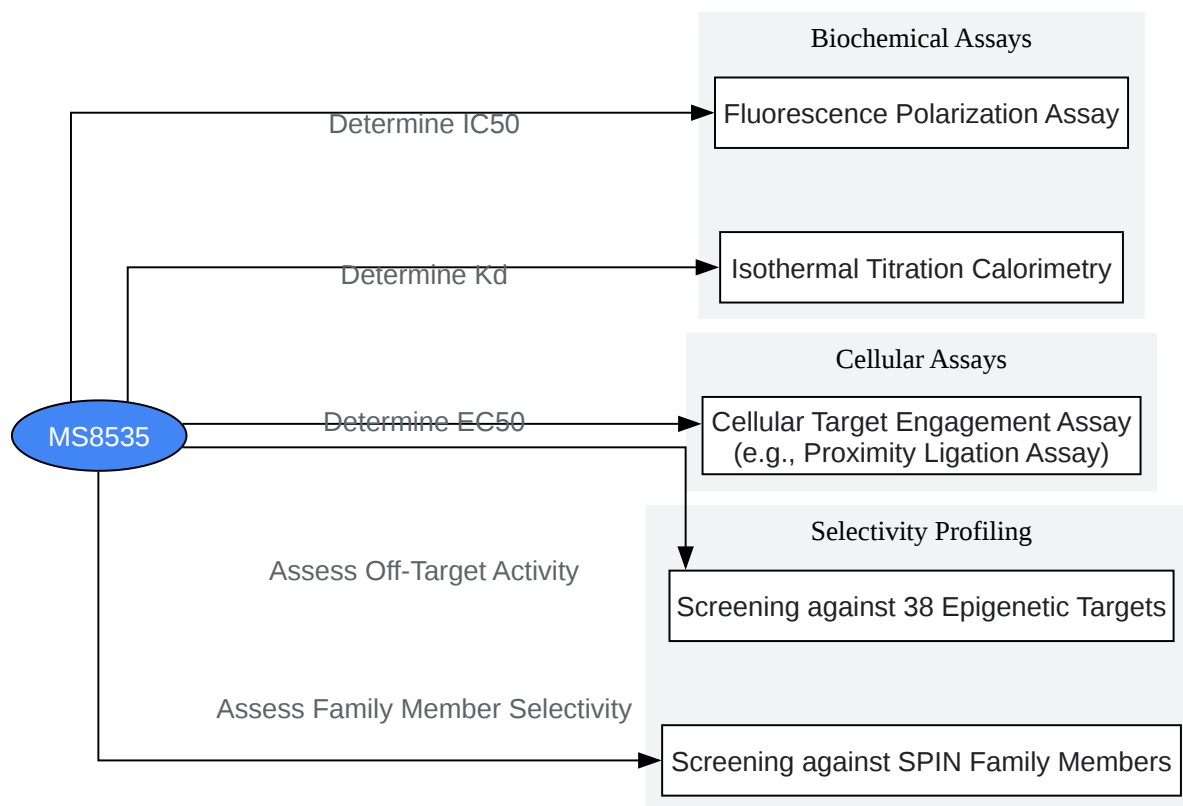 Biochemical Assays
Determine IC50
Fluorescence Polarization Assay
Determine Kd
Isothermal Titration Calorimetry
Cellular Assays
MS8535
Determine EC50
Cellular Target Engagement Assay
(e.g., Proximity Ligation Assay)
Selectivity Profiling
Assess Off-Target Activity
Screening against 38 Epigenetic Targets
Assess Family Member Selectivity
Screening against SPIN Family Members